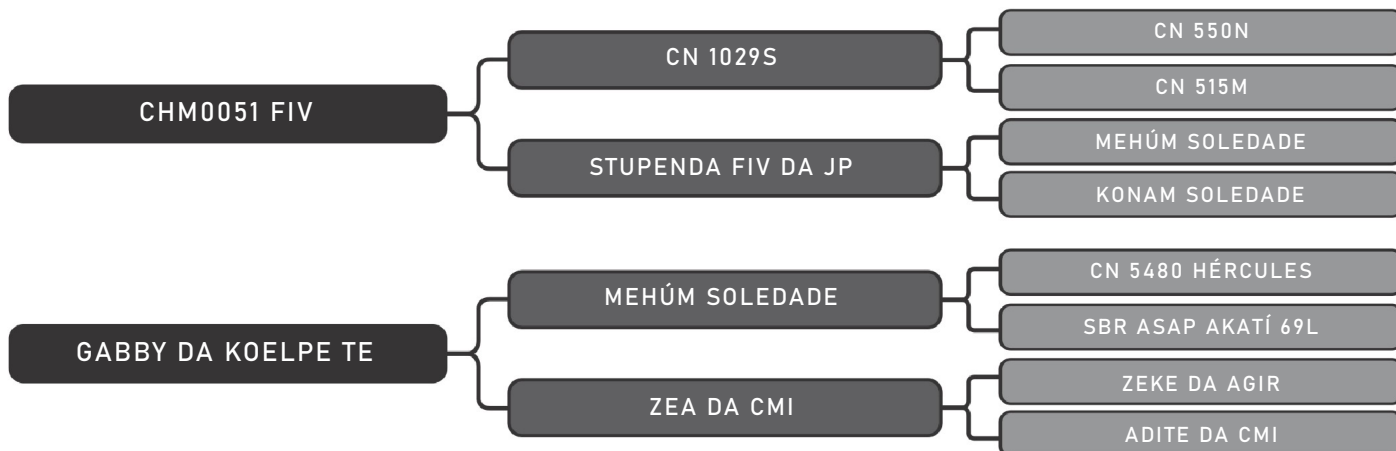 CN 550N
CN 1029S
CN 515M
CHM0051 FIV
MEHÚM SOLEDADE
STUPENDA FIV DA JP
KONAM SOLEDADE
CN 5480 HÉRCULES
MEHÚM SOLEDADE
SBR ASAP AKATÍ 69L
GABBY DA KOELPE TE
ZEKE DA AGIR
ZEA DA CMI
ADITE DA CMI